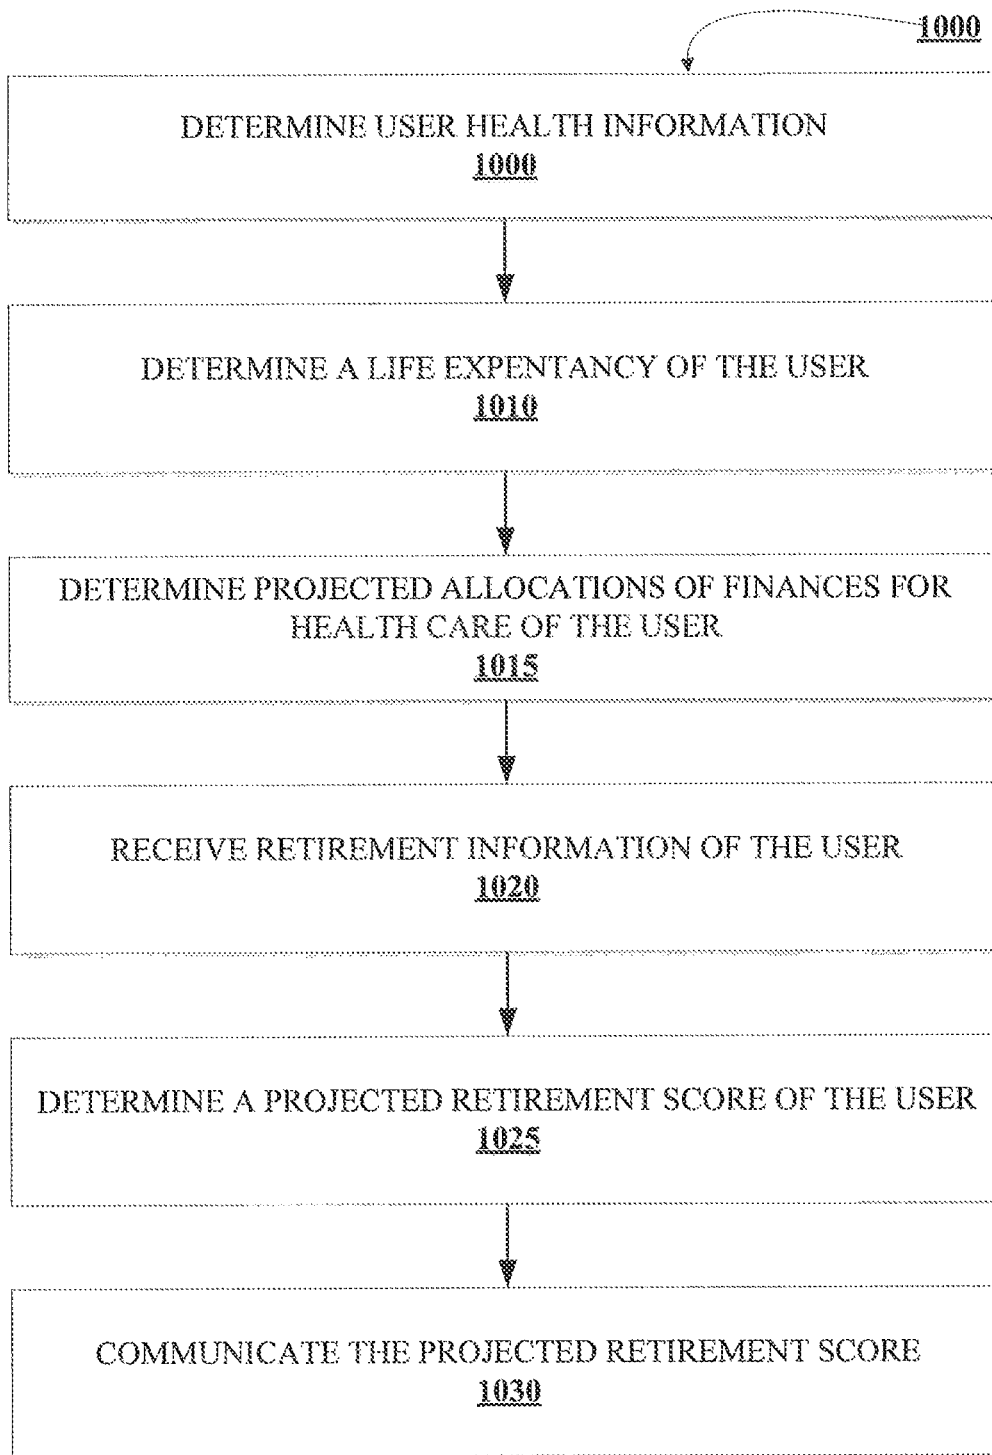 1000
DETERMINE USER HEALTH INFORMATION
1000
DETERMINE A LIFE EXPENTANCY OF THE USER
1010
DETERMINE PROJECTED ALLOCATIONS OF FINANCES FOR
HEALTH CARE OF THE USER
1015
RECEIVE RETIREMENT INFORMATION OF THE USER
1020
DETERMINE A PROJECTED RETIREMENT SCORE OF THE USER
1025
COMMUNICATE THE PROJECTED RETIREMENT SCORE
1030